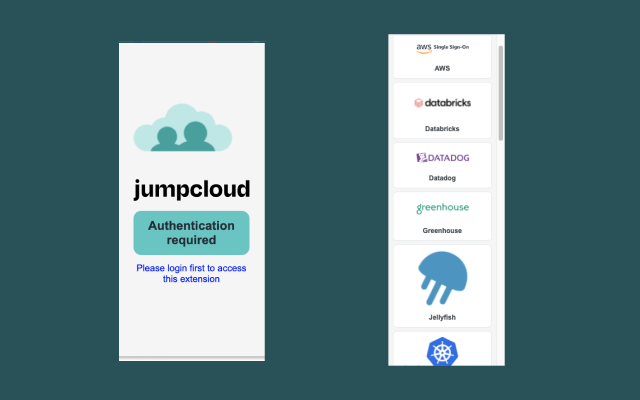 jumpcloud
Authentication
required
Please login first to access
this extension
aws Single Sign-On
AWS
databricks
Databricks
DATADOG
Datadog
greenhouse
Greenhouse
Jellyfish